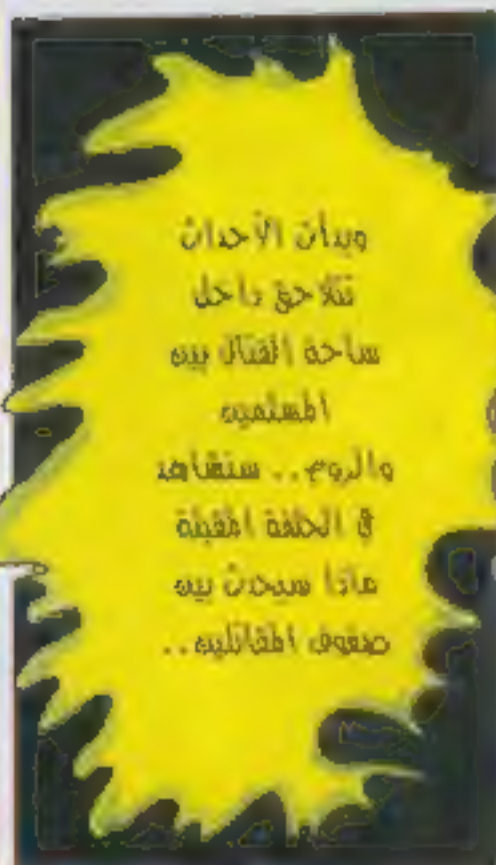 وبدأت الأحداث
تتلاحق داخل
ساحة القتال بين
المسلمين
والروم.. سنشاهد
في الحلقة المقبلة
ماذا سيحدث بين
صفوف المقاتلين..